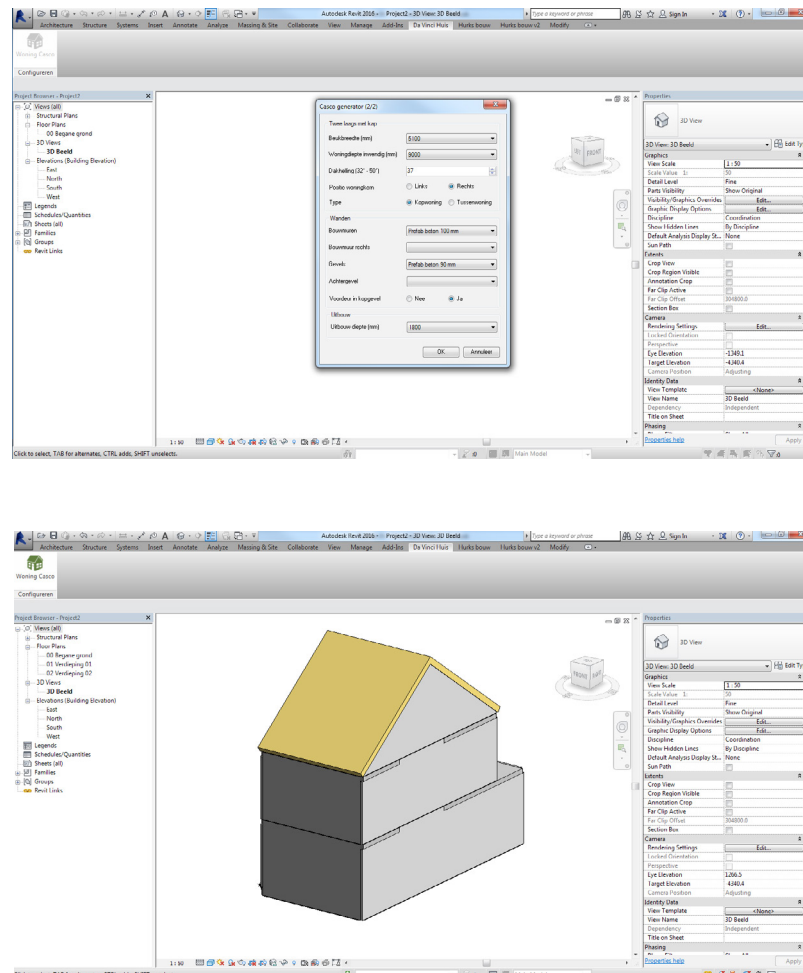 Autodesk Revit 2016 - Project2 - 3D View: 3D Beeld
Type a keyword or phrase
Sign In
Architecture Structure Systems Insert Annotate Analyze Massing & Site Collaborate View Manage Add-Ins Da Vinci Huis Hurks bouw Hurks bouw v2 Modify
Woning Casco
Configureren
Project Browser - Project2
Views (all)
Structural Plans
Floor Plans
00 Begane grond
3D Views
3D Beeld
Elevations (Building Elevation)
East
North
South
West
Legends
Schedules/Quantities
Sheets (all)
Families
Groups
Revit Links
Casco generator (2/2)
Twee laags met kap
Beukbreedte (mm) 5100
Woningdiepte inwendig (mm) 9000
Dakhelling (32° - 50°) 37
Positie woningkom Links Rechts
Type Kopwoning Tussenwoning
Wanden
Bouwmuren Prefab beton 100 mm
Bouwmuur rechts
Gevels Prefab beton 90 mm
Achtergevel
Voordeur in kopgevel Nee Ja
Uitbouw
Uitbouw diepte (mm) 1800
OK Annuleer
FRONT
Properties
3D View
3D View: 3D Beeld Edit Ty
Graphics
View Scale 1 : 50
Scale Value 1: 50
Detail Level Fine
Parts Visibility Show Original
Visibility/Graphics Overrides Edit...
Graphic Display Options Edit...
Discipline Coordination
Show Hidden Lines By Discipline
Default Analysis Display St... None
Sun Path
Extents
Crop View
Crop Region Visible
Annotation Crop
Far Clip Active
Far Clip Offset 304800.0
Section Box
Camera
Rendering Settings Edit...
Locked Orientation
Perspective
Eye Elevation -1349.1
Target Elevation -4340.4
Camera Position Adjusting
Identity Data
View Template <None>
View Name 3D Beeld
Dependency Independent
Title on Sheet
Phasing
Properties help Apply
1 : 50
Click to select, TAB for alternates, CTRL adds, SHIFT unselects.
Main Model
Autodesk Revit 2016 - Project2 - 3D View: 3D Beeld
Type a keyword or phrase
Sign In
Architecture Structure Systems Insert Annotate Analyze Massing & Site Collaborate View Manage Add-Ins Da Vinci Huis Hurks bouw Hurks bouw v2 Modify
Woning Casco
Configureren
Project Browser - Project2
Views (all)
Structural Plans
Floor Plans
00 Begane grond
01 Verdieping 01
02 Verdieping 02
3D Views
3D Beeld
Elevations (Building Elevation)
East
North
South
West
Legends
Schedules/Quantities
Sheets (all)
Families
Groups
Revit Links
Properties
3D View
3D View: 3D Beeld Edit Ty
Graphics
View Scale 1 : 50
Scale Value 1: 50
Detail Level Fine
Parts Visibility Show Original
Visibility/Graphics Overrides Edit...
Graphic Display Options Edit...
Discipline Coordination
Show Hidden Lines By Discipline
Default Analysis Display St... None
Sun Path
Extents
Crop View
Crop Region Visible
Annotation Crop
Far Clip Active
Far Clip Offset 304800.0
Section Box
Camera
Rendering Settings Edit...
Locked Orientation
Perspective
Eye Elevation 1266.5
Target Elevation 4340.4
Camera Position Adjusting
Identity Data
View Template <None>
View Name 3D Beeld
Dependency Independent
Title on Sheet
Phasing
Properties help Apply
1 : 50